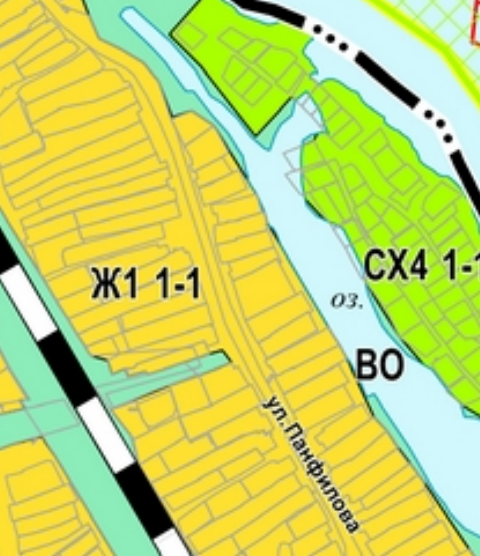 СХ4 1-1
Ж1 1-1
оз.
ВО
ул.Панфилова